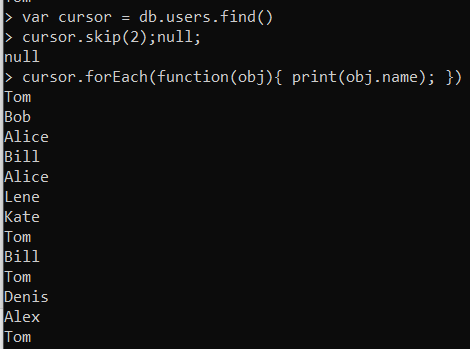 Tom
> var cursor = db.users.find()
> cursor.skip(2);null;
null
> cursor.forEach(function(obj){ print(obj.name); })
Tom
Bob
Alice
Bill
Alice
Lene
Kate
Tom
Bill
Tom
Denis
Alex
Tom